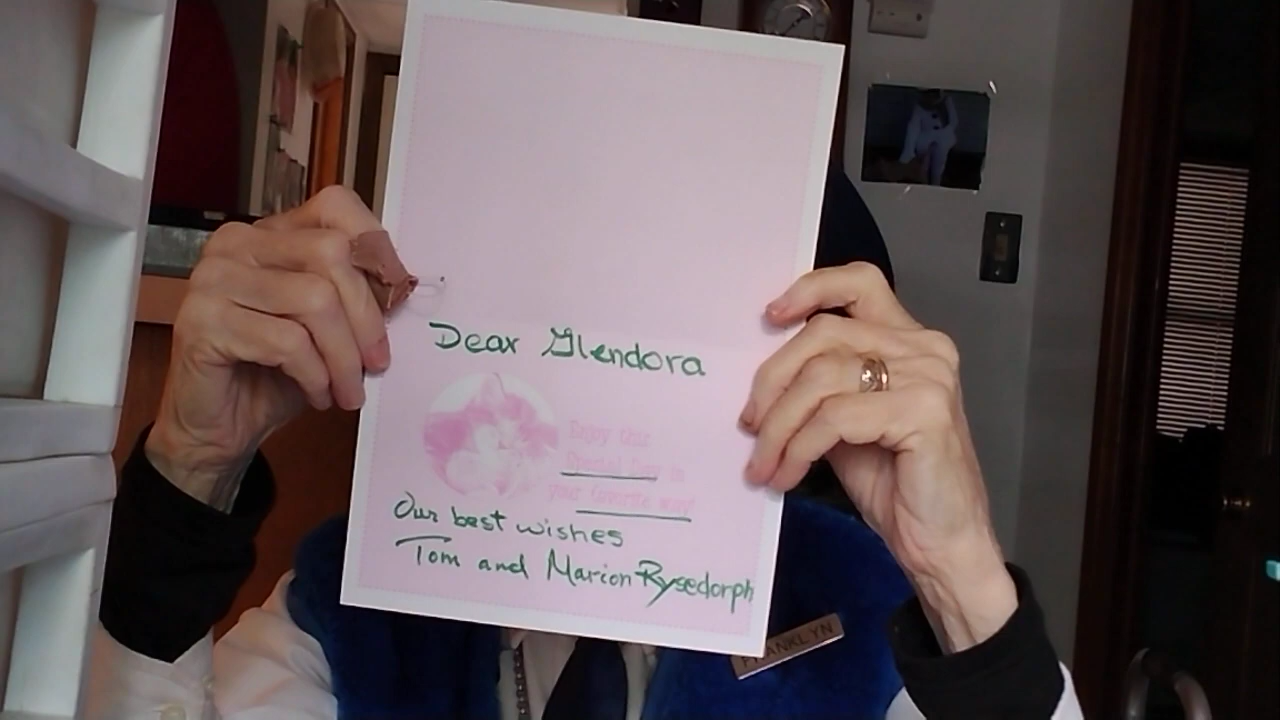 Dear Glendora
Enjoy this
Special Day in
your favorite way!
Our best wishes
Tom and Marion Rysedorph
FRANKLYN